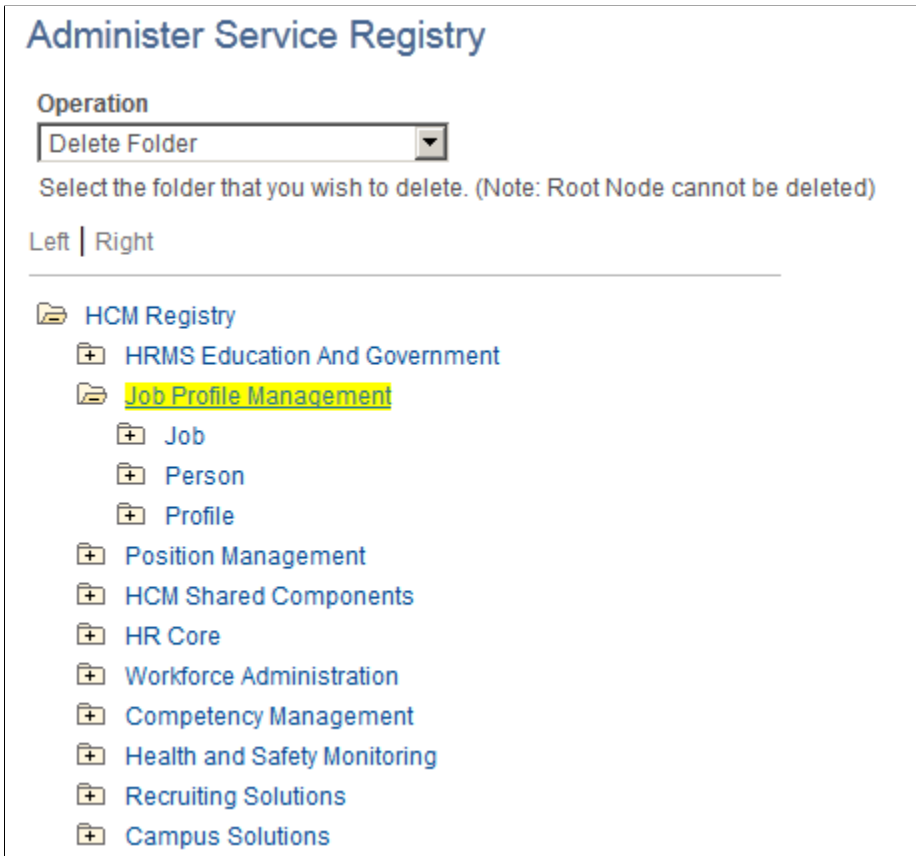 Administer Service Registry
Operation
Delete Folder
Select the folder that you wish to delete. (Note: Root Node cannot be deleted)
Left | Right
HCM Registry
HRMS Education And Government
Job Profile Management
Job
Person
Profile
Position Management
HCM Shared Components
HR Core
Workforce Administration
Competency Management
Health and Safety Monitoring
Recruiting Solutions
Campus Solutions